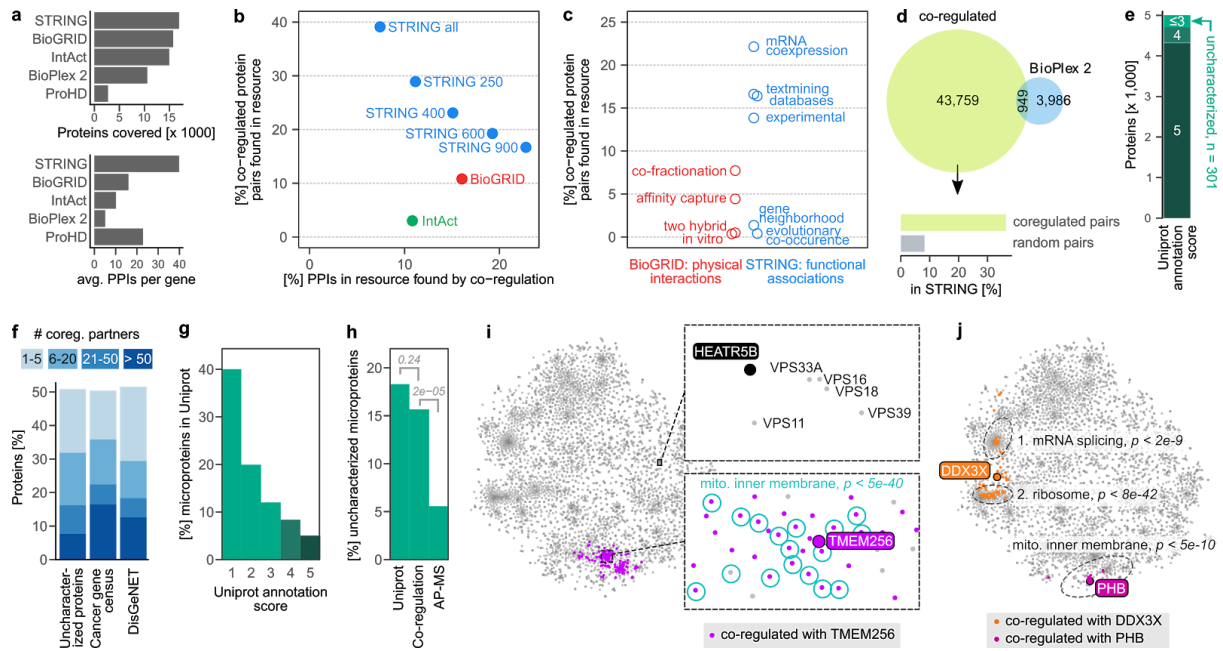 a
STRING
BioGRID
IntAct
BioPlex 2
ProHD
0 5 10 15
Proteins covered [x 1000]
STRING
BioGRID
IntAct
BioPlex 2
ProHD
0 10 20 30 40
avg. PPIs per gene
b
[%] co−regulated protein
pairs found in resource
40
30
20
10
0
STRING all
STRING 250
STRING 400
STRING 600
STRING 900
BioGRID
IntAct
0 10 20
[%] PPIs in resource found by co−regulation
c
[%] co−regulated protein
pairs found in resource
25
20
15
10
5
0
mRNA
coexpression
textmining
databases
experimental
co-fractionation
affinity capture
two hybrid
in vitro
gene
neighborhood
evolutionary
co-occurence
BioGRID: physical
interactions
STRING: functional
associations
d
co-regulated
BioPlex 2
43,759
949
3,986
coregulated pairs
random pairs
0 10 20 30
in STRING [%]
e
Proteins [x 1,000]
5
4
3
2
1
0
≤3
4
5
uncharacterized, n = 301
Uniprot
annotation
score
f
# coreg. partners
1-5 6-20 21-50 > 50
Proteins [%]
50
40
30
20
10
0
Uncharacter-
ized proteins
Cancer gene
census
DisGeNET
g
[%] microproteins in Uniprot
40
30
20
10
0
1 2 3 4 5
Uniprot annotation
score
h
[%] uncharacterized microproteins
20
15
10
5
0
0.24
2e−05
Uniprot
Co-regulation
AP-MS
i
HEATR5B
VPS33A
VPS16
VPS18
VPS39
VPS11
mito. inner membrane, p < 5e-40
TMEM256
co-regulated with TMEM256
j
1. mRNA splicing, p < 2e-9
DDX3X
2. ribosome, p < 8e-42
mito. inner membrane, p < 5e-10
PHB
co-regulated with DDX3X
co-regulated with PHB